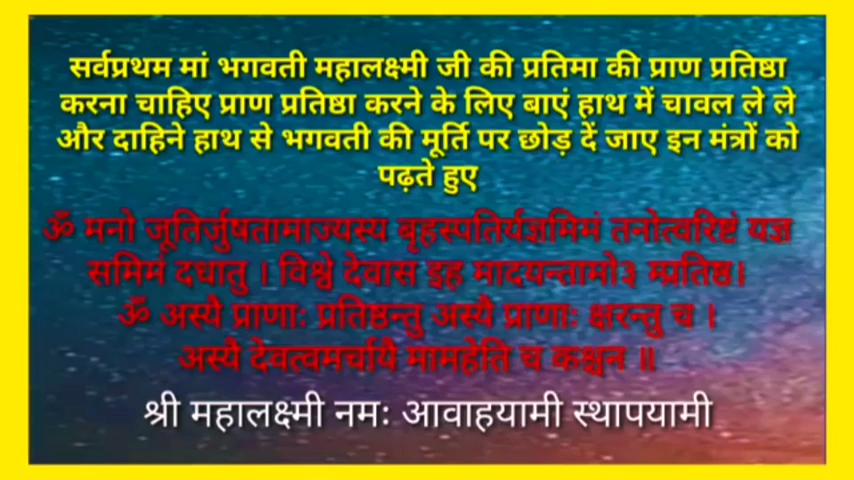 सर्वप्रथम मां भगवती महालक्ष्मी जी की प्रतिमा की प्राण प्रतिष्ठा
करना चाहिए प्राण प्रतिष्ठा करने के लिए बाएं हाथ में चावल ले ले
और दाहिने हाथ से भगवती की मूर्ति पर छोड़ दें जाए इन मंत्रों को
पढ़ते हुए
ॐ मनो जूतिर्जुषतामाज्यस्य बृहस्पतिर्यज्ञमिमं तनोत्वरिष्टं यज्ञ
समिमं दधातु । विश्वे देवास इह मादयन्तामो३ म्प्रतिष्ठ।
ॐ अस्यै प्राणाः प्रतिष्ठन्तु अस्यै प्राणाः क्षरन्तु च ।
अस्यै देवत्वमर्चायै मामहेति च कश्चन ॥
श्री महालक्ष्मी नमः आवाहयामी स्थापयामी